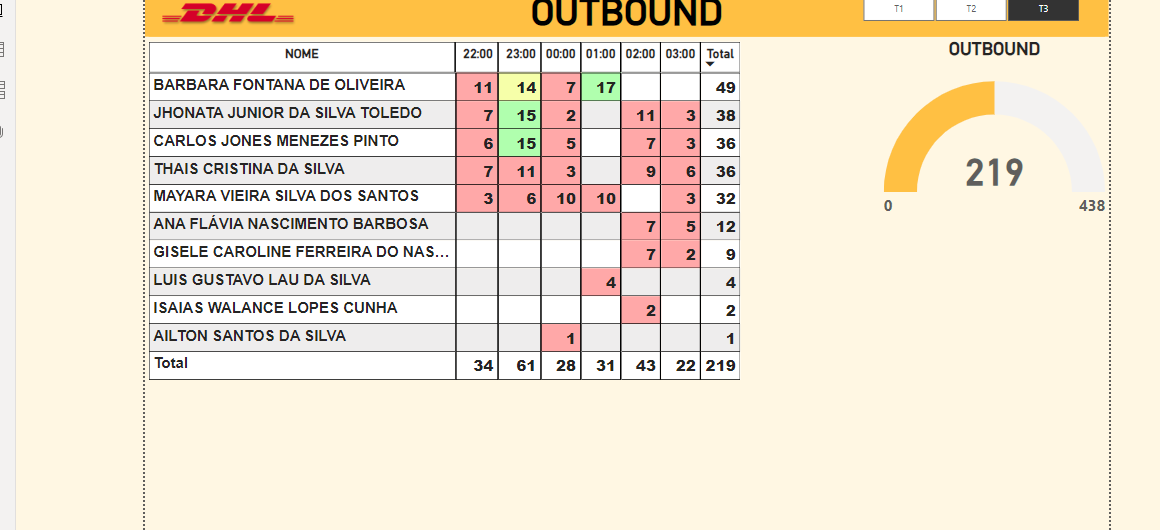 DHL OUTBOUND T1 T2 T3
NOME 22:00 23:00 00:00 01:00 02:00 03:00 Total
BARBARA FONTANA DE OLIVEIRA 11 14 7 17 49
JHONATA JUNIOR DA SILVA TOLEDO 7 15 2 11 3 38
CARLOS JONES MENEZES PINTO 6 15 5 7 3 36
THAIS CRISTINA DA SILVA 7 11 3 9 6 36
MAYARA VIEIRA SILVA DOS SANTOS 3 6 10 10 3 32
ANA FLÁVIA NASCIMENTO BARBOSA 7 5 12
GISELE CAROLINE FERREIRA DO NAS... 7 2 9
LUIS GUSTAVO LAU DA SILVA 4 4
ISAIAS WALANCE LOPES CUNHA 2 2
AILTON SANTOS DA SILVA 1 1
Total 34 61 28 31 43 22 219
OUTBOUND
219
0 438